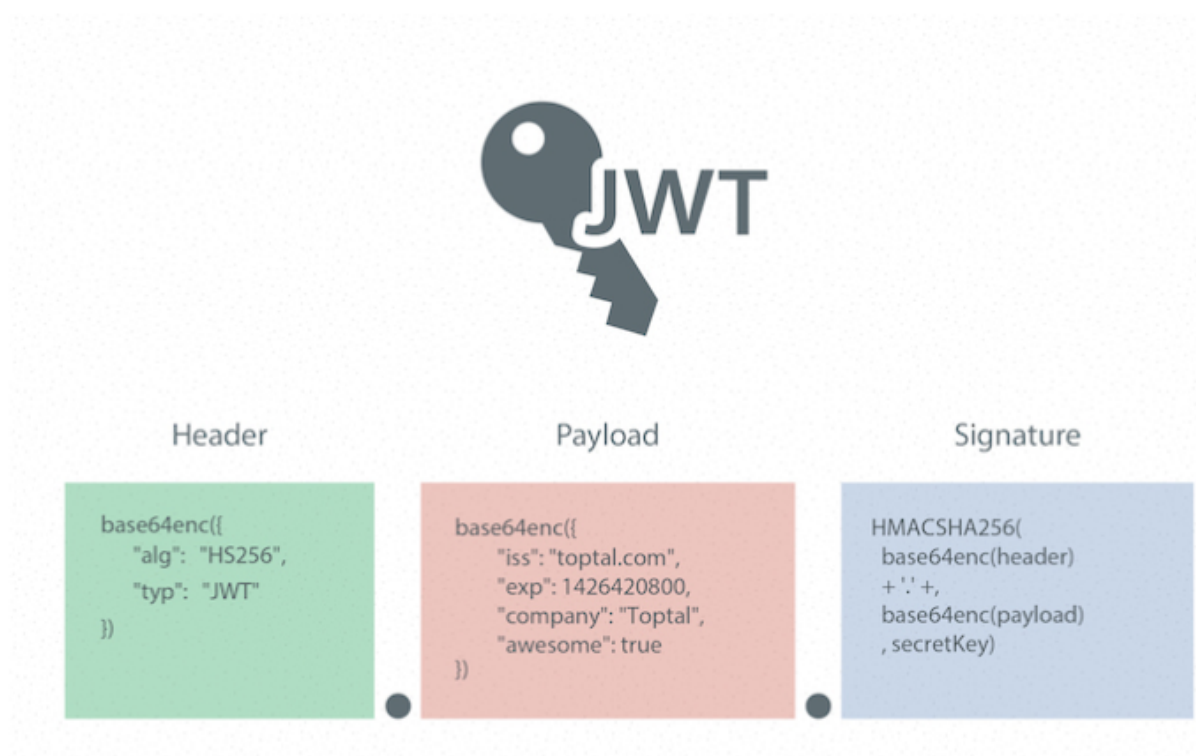 JWT
Header
base64enc({
"alg": "HS256",
"typ": "JWT"
})
Payload
base64enc({
"iss": "toptal.com",
"exp": 1426420800,
"company": "Toptal",
"awesome": true
})
Signature
HMACSHA256(
base64enc(header)
+ '.' +,
base64enc(payload)
, secretKey)